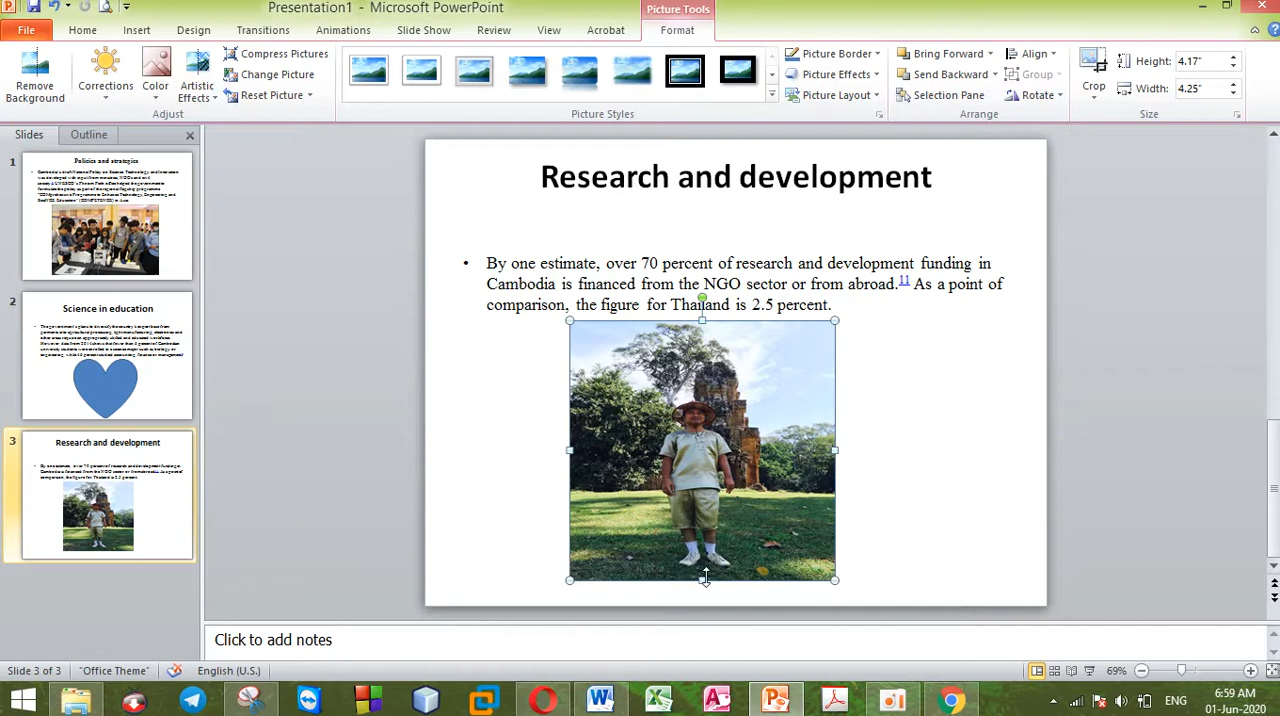 Presentation1 - Microsoft PowerPoint
Picture Tools
File
Home
Insert
Design
Transitions
Animations
Slide Show
Review
View
Acrobat
Format
Remove
Background
Corrections
Color
Artistic
Effects
Compress Pictures
Change Picture
Reset Picture
Adjust
Picture Styles
Picture Border
Picture Effects
Picture Layout
Bring Forward
Send Backward
Selection Pane
Align
Group
Rotate
Arrange
Crop
Height: 4.17"
Width: 4.25"
Size
Slides
Outline
1
Policies and strategies
2
Science in education
3
Research and development
Research and development
• By one estimate, over 70 percent of research and development funding in
Cambodia is financed from the NGO sector or from abroad.11 As a point of
comparison, the figure for Thailand is 2.5 percent.
Click to add notes
Slide 3 of 3
"Office Theme"
English (U.S.)
69%
ENG
6:59 AM
01-Jun-2020